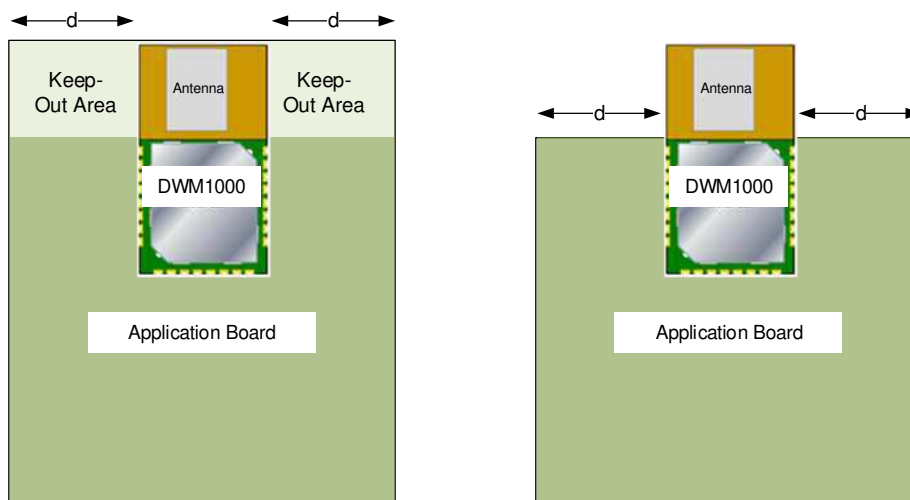 d
d
Keep-
Out Area
Antenna
Keep-
Out Area
DWM1000
Application Board
Antenna
d
d
DWM1000
Application Board